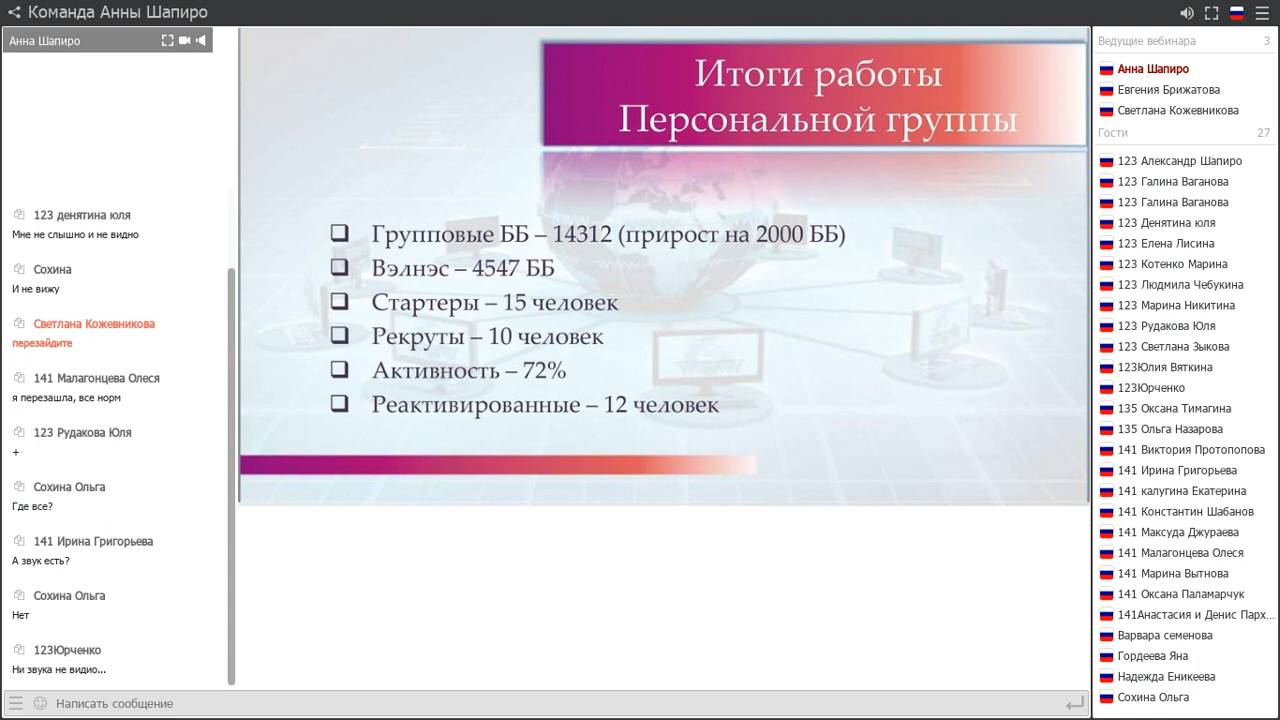 Команда Анны Шапиро
Анна Шапиро
123 денятина юля
Мне не слышно и не видно
Сохина
И не вижу
Светлана Кожевникова
перезайдите
141 Малагонцева Олеся
я перезашла, все норм
123 Рудакова Юля
+
Сохина Ольга
Где все?
141 Ирина Григорьева
А звук есть?
Сохина Ольга
Нет
123Юрченко
Ни звука не видио...
Написать сообщение
Итоги работы
Персональной группы
Групповые ББ – 14312 (прирост на 2000 ББ)
Вэлнэс – 4547 ББ
Стартеры – 15 человек
Рекруты – 10 человек
Активность – 72%
Реактивированные – 12 человек
Ведущие вебинара 3
Анна Шапиро
Евгения Брижатова
Светлана Кожевникова
Гости 27
123 Александр Шапиро
123 Галина Ваганова
123 Галина Ваганова
123 Денятина юля
123 Елена Лисина
123 Котенко Марина
123 Людмила Чебукина
123 Марина Никитина
123 Рудакова Юля
123 Светлана Зыкова
123Юлия Вяткина
123Юрченко
135 Оксана Тимагина
135 Ольга Назарова
141 Виктория Протопопова
141 Ирина Григорьева
141 калугина Екатерина
141 Константин Шабанов
141 Максуда Джураева
141 Малагонцева Олеся
141 Марина Вытнова
141 Оксана Паламарчук
141Анастасия и Денис Парх...
Варвара семенова
Гордеева Яна
Надежда Еникеева
Сохина Ольга